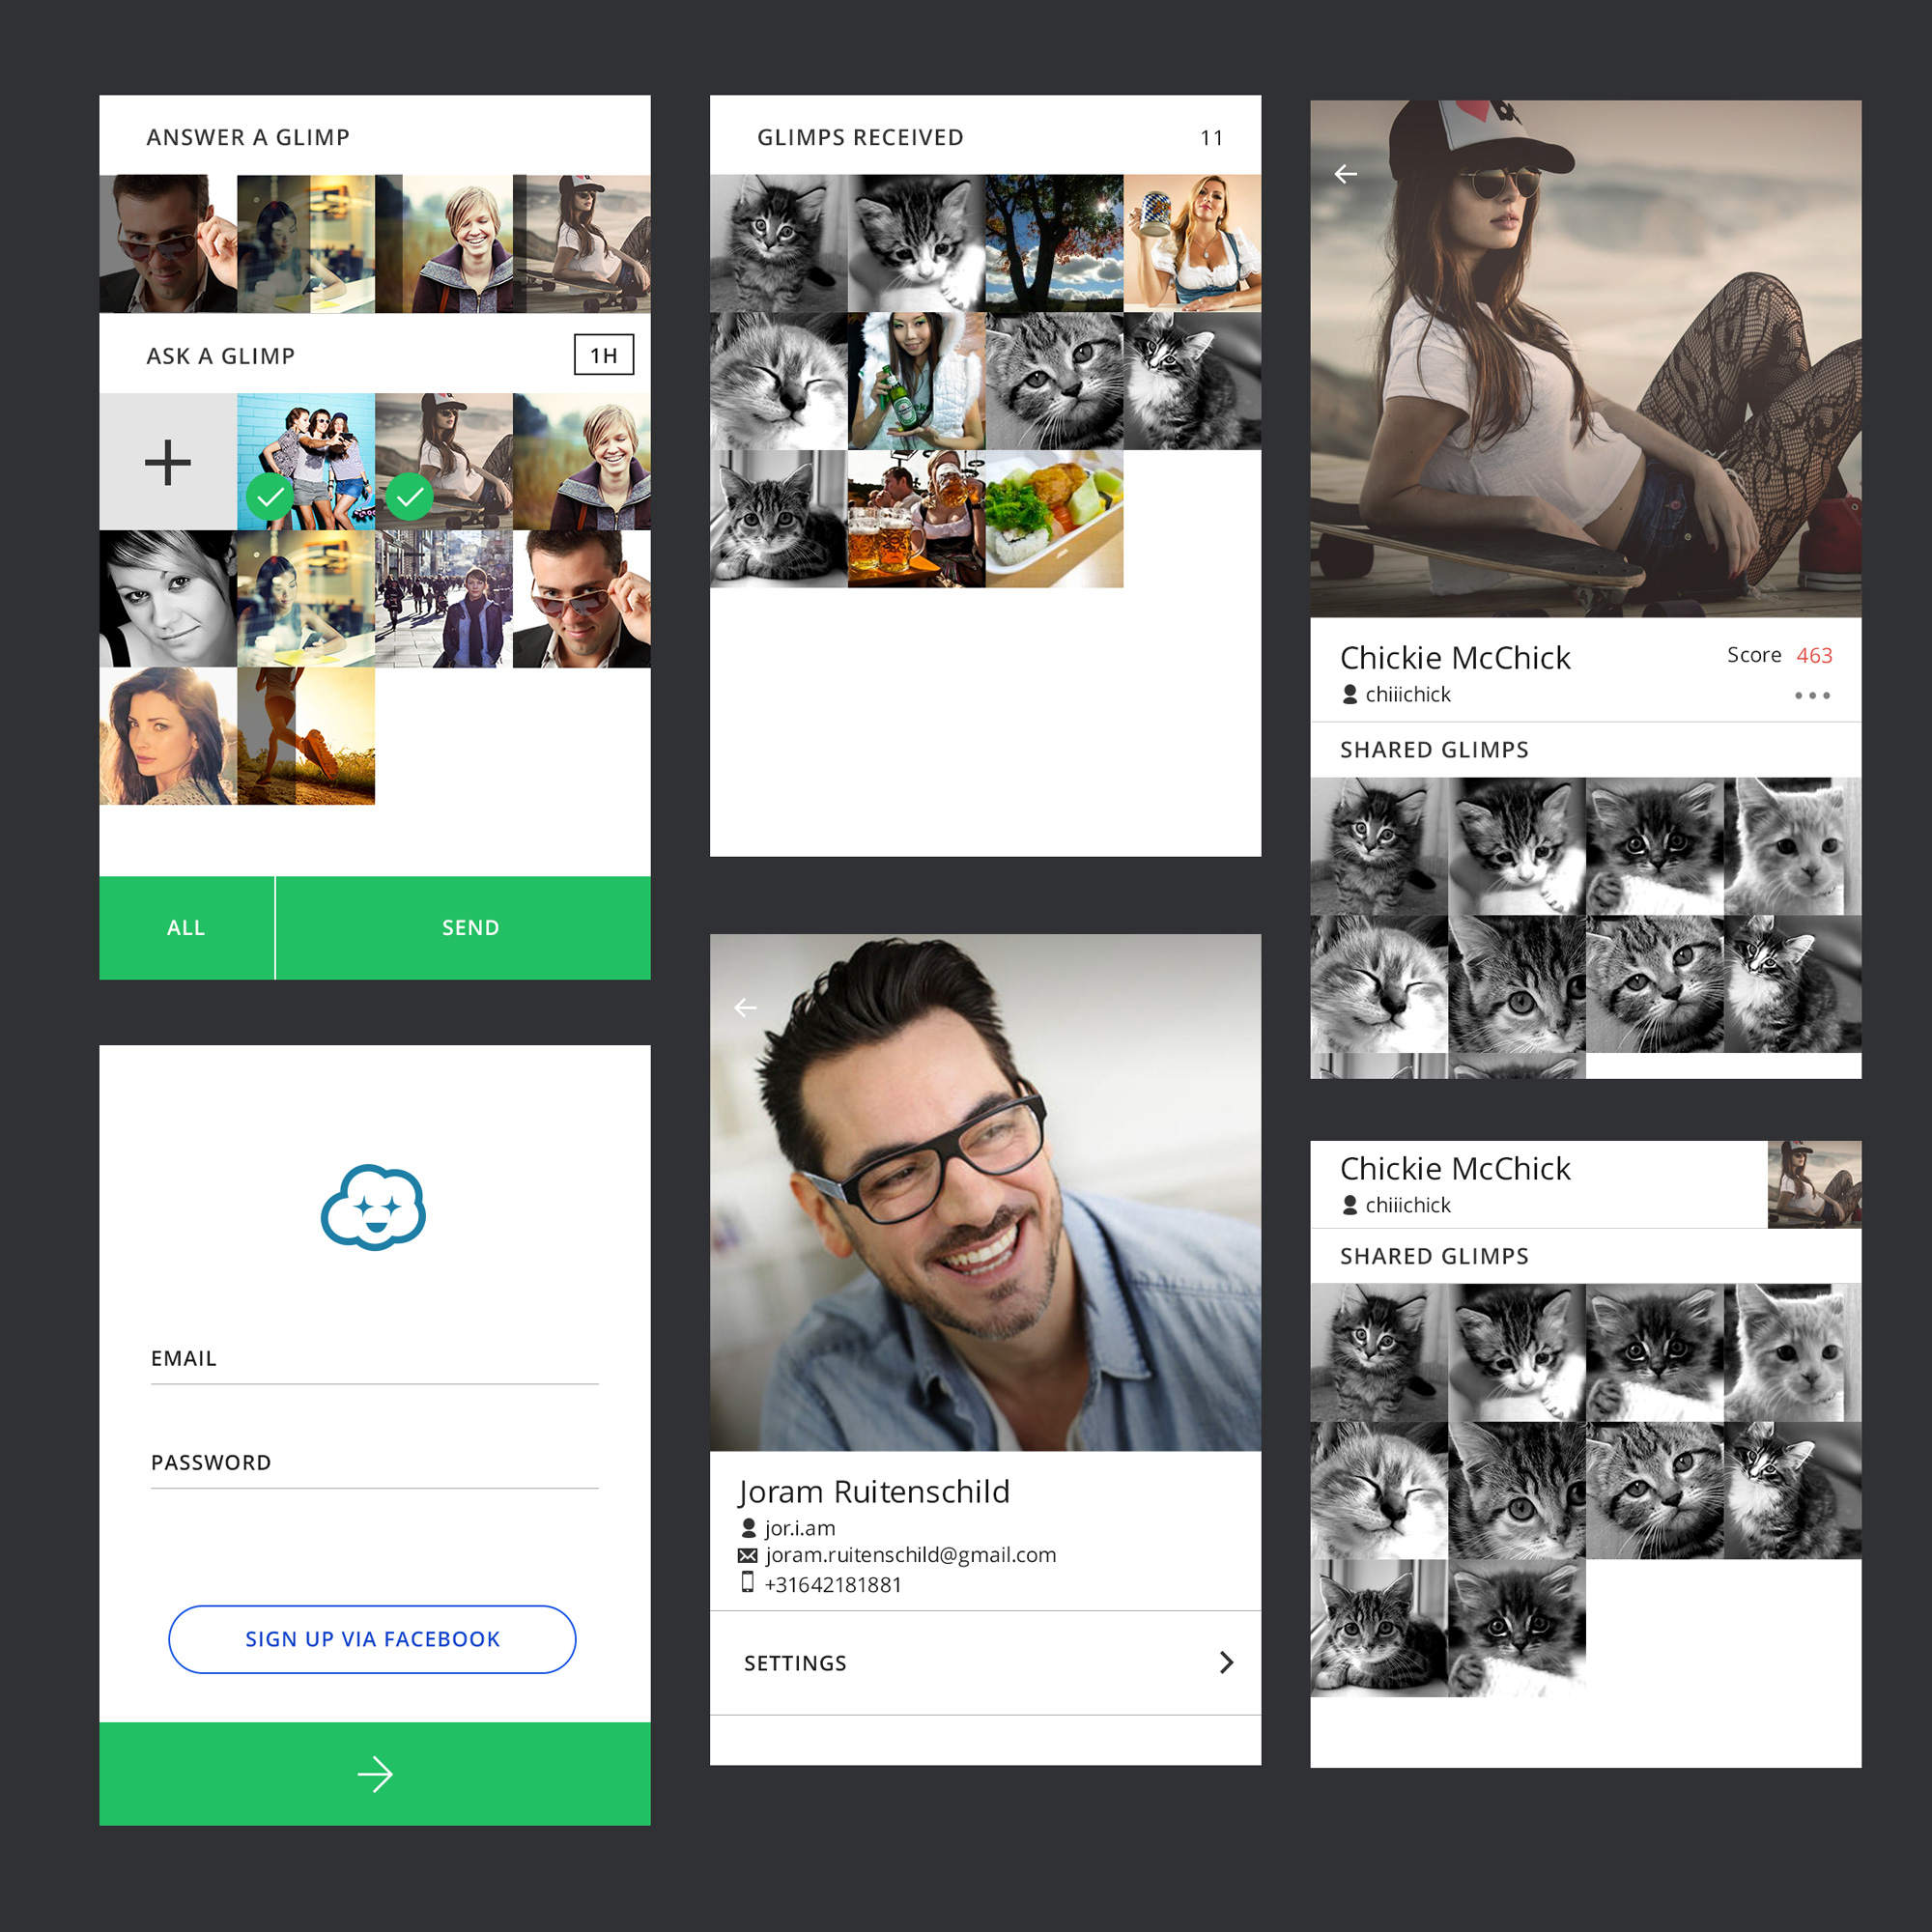 ANSWER A GLIMP
ASK A GLIMP
1H
ALL
SEND
EMAIL
PASSWORD
SIGN UP VIA FACEBOOK
GLIMPS RECEIVED
11
Joram Ruitenschild
jor.i.am
joram.ruitenschild@gmail.com
+31642181881
SETTINGS
Chickie McChick
Score 463
chiiichick
SHARED GLIMPS
Chickie McChick
chiiichick
SHARED GLIMPS